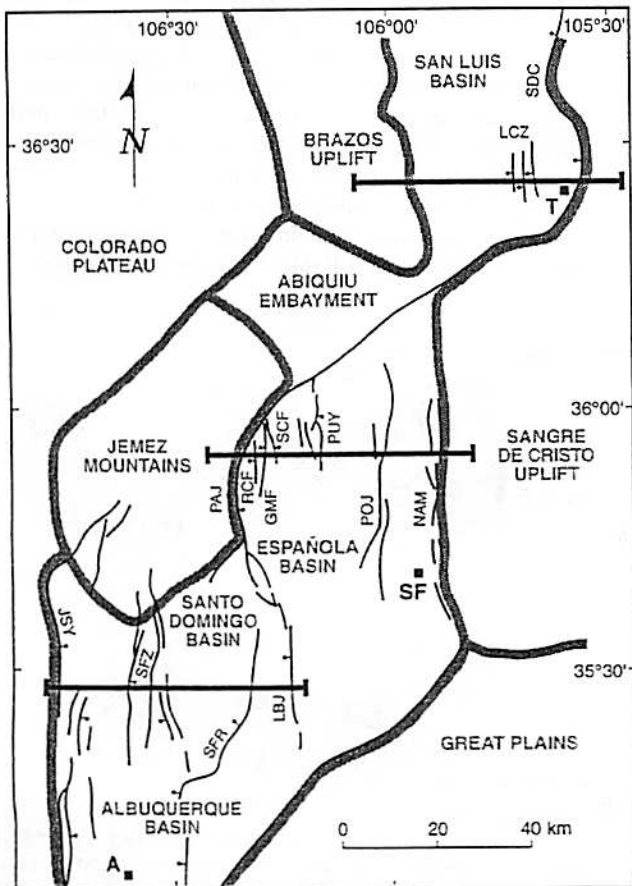 106°30'
106°00'
105°30'
SAN LUIS
BASIN
SDC
LCZ
36°30'
N
BRAZOS
UPLIFT
T
COLORADO
PLATEAU
ABIQUIU
EMBAYMENT
36°00'
SCF
PUY
JEMEZ
MOUNTAINS
SANGRE
DE CRISTO
UPLIFT
PAJ
RCF
GMF
POJ
NAM
ESPAÑOLA
BASIN
SF
SANTO
DOMINGO
BASIN
JSY
SFZ
35°30'
LBJ
SFR
GREAT PLAINS
ALBUQUERQUE
BASIN
0 20 40 km
A